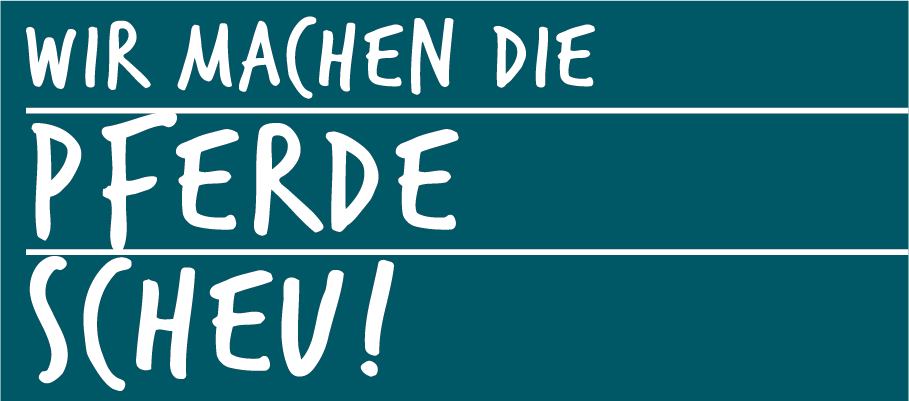 WIR MACHEN DIE
PFERDE
SCHEU!